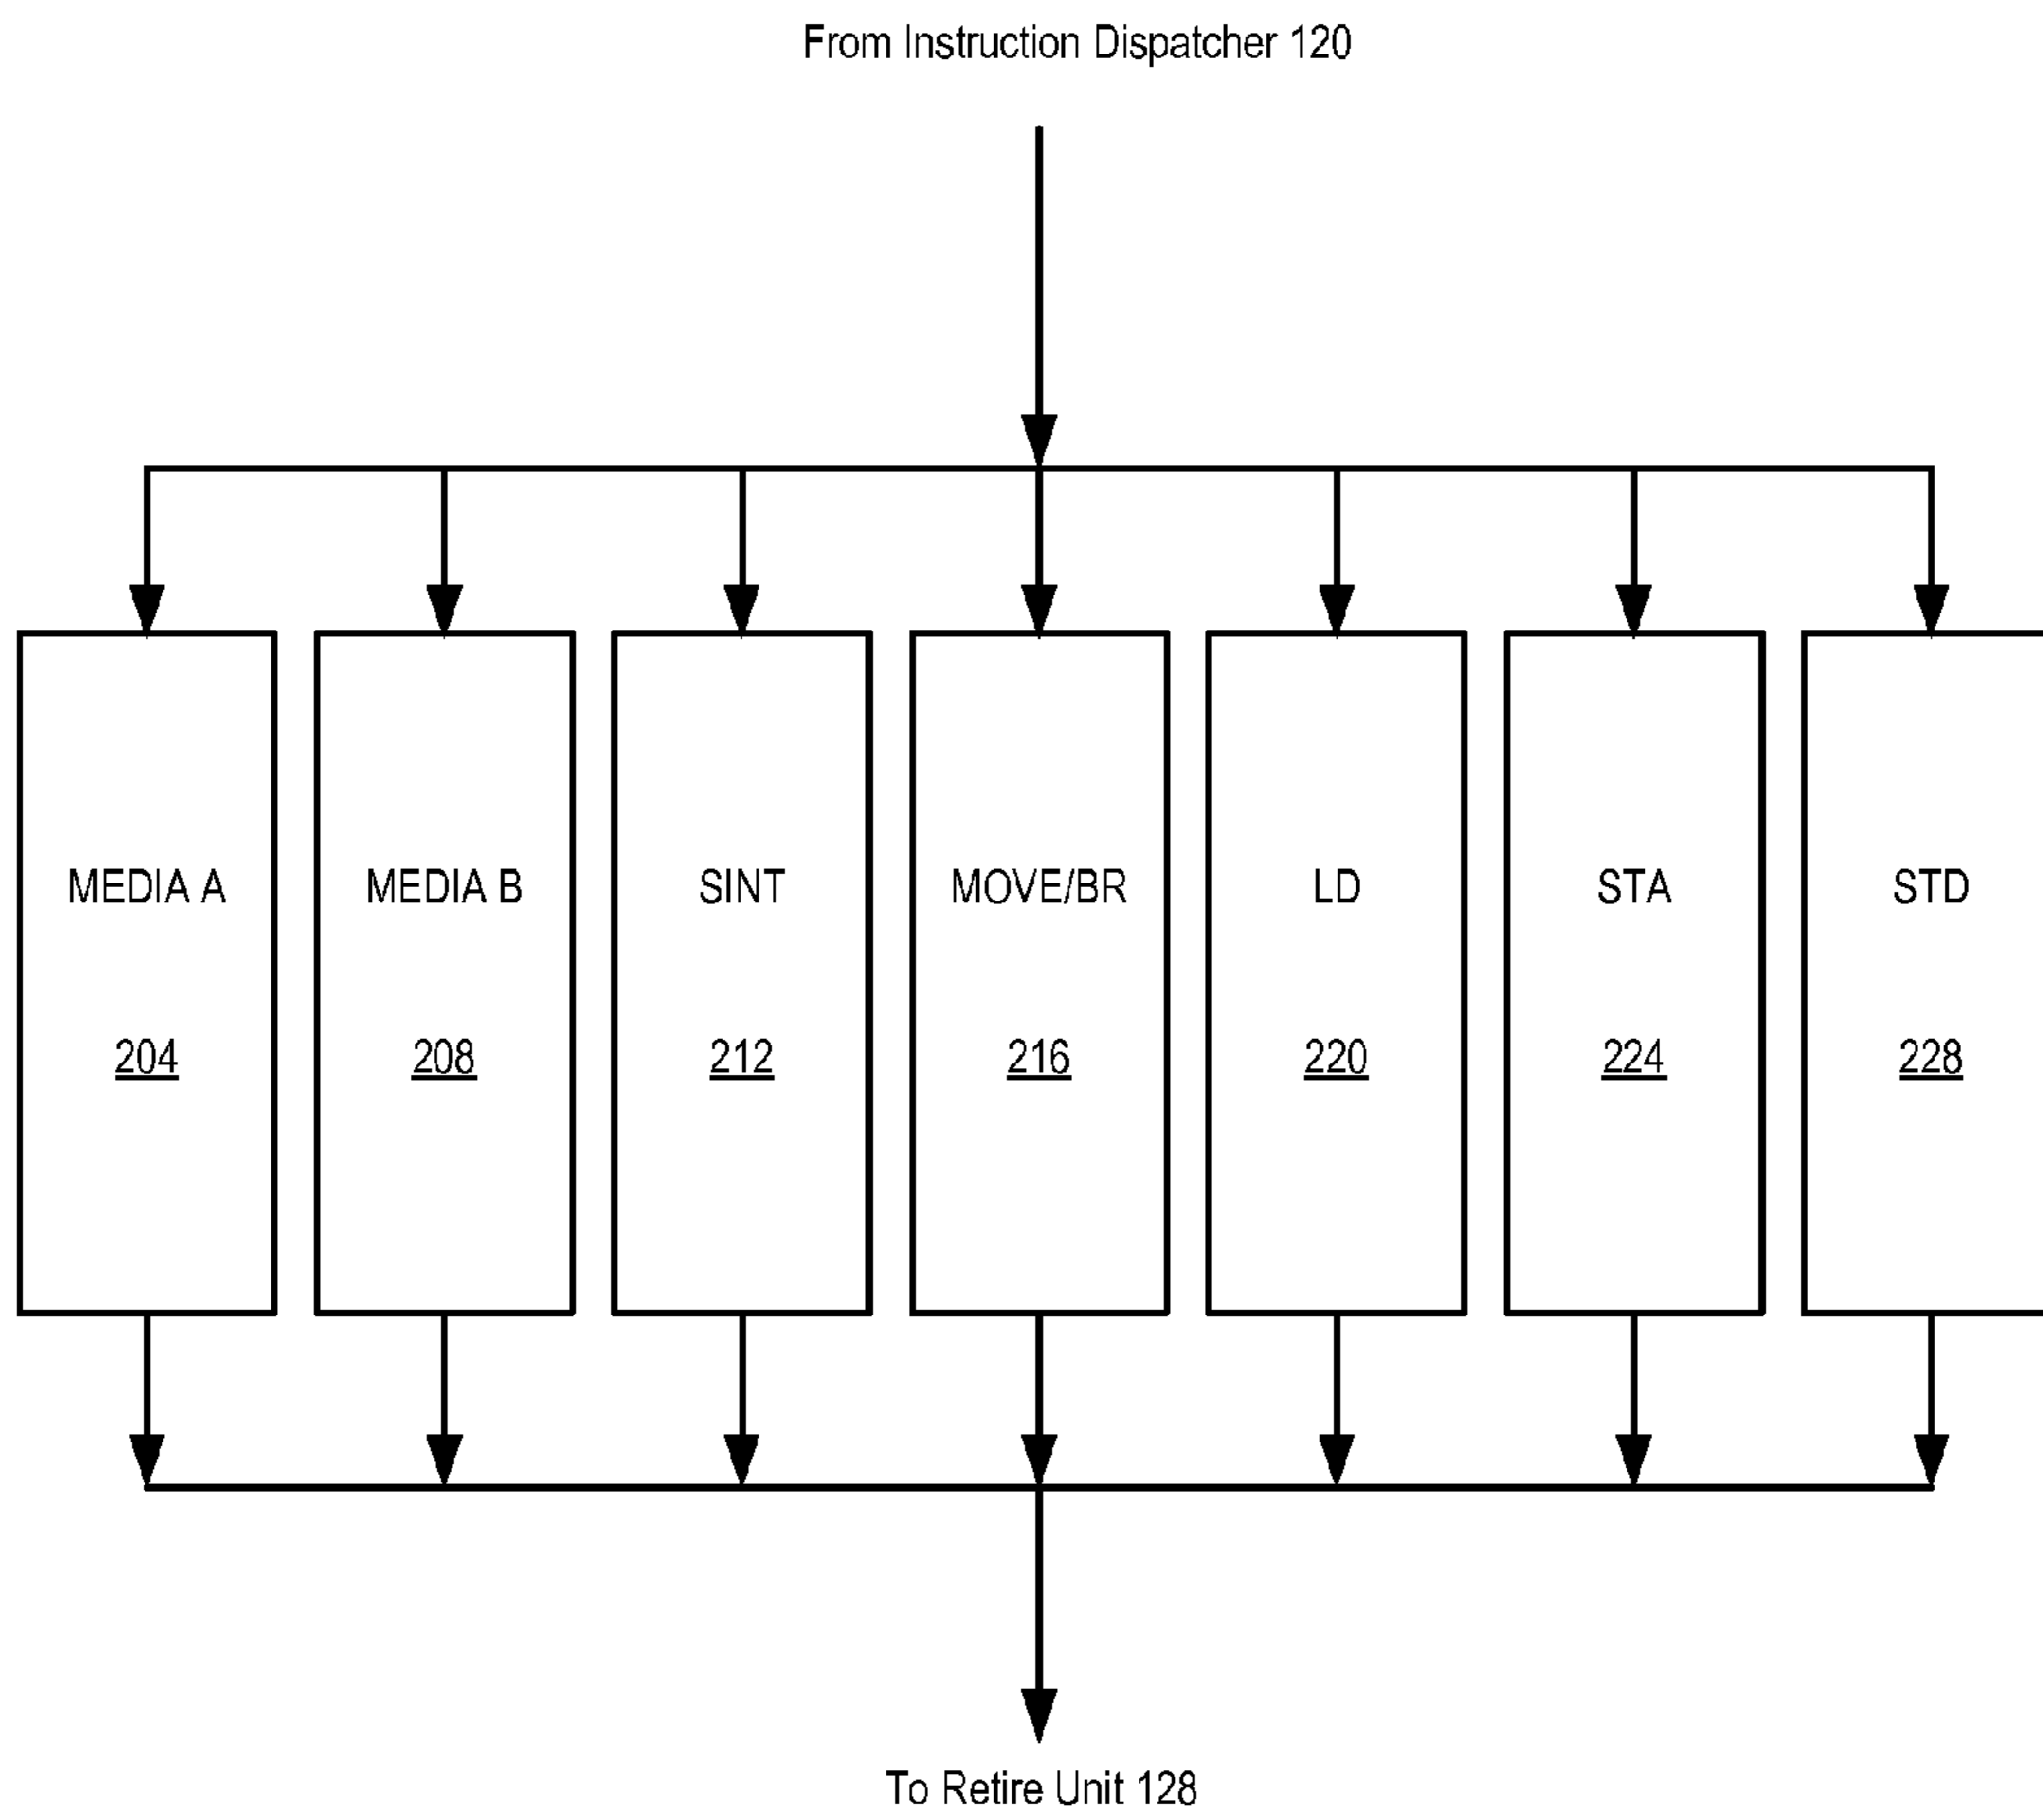 From Instruction Dispatcher 120
MEDIA A
204
MEDIA B
208
SINT
212
MOVE/BR
216
LD
220
STA
224
STD
228
To Retire Unit 128